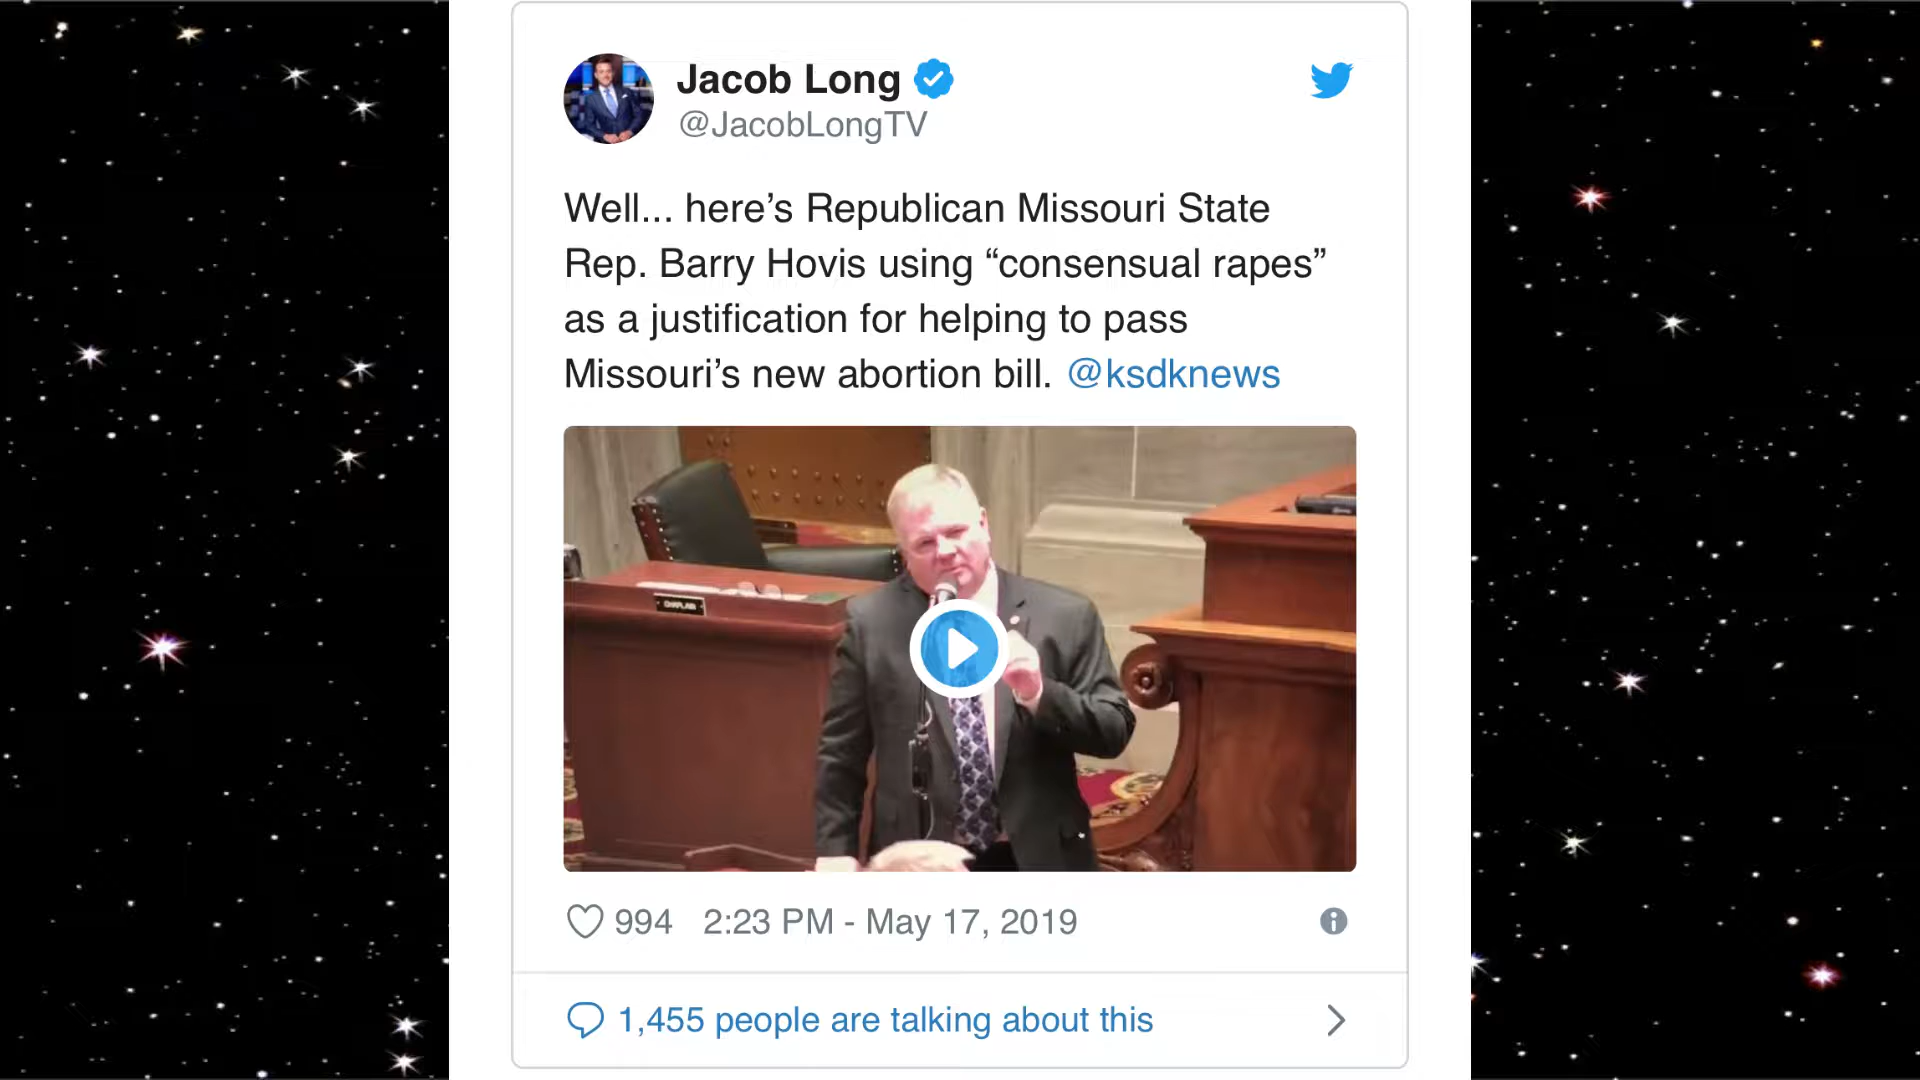 Jacob Long
@JacobLongTV
Well... here’s Republican Missouri State
Rep. Barry Hovis using “consensual rapes”
as a justification for helping to pass
Missouri’s new abortion bill. @ksdknews
CHAPLAIN
994 2:23 PM - May 17, 2019
1,455 people are talking about this